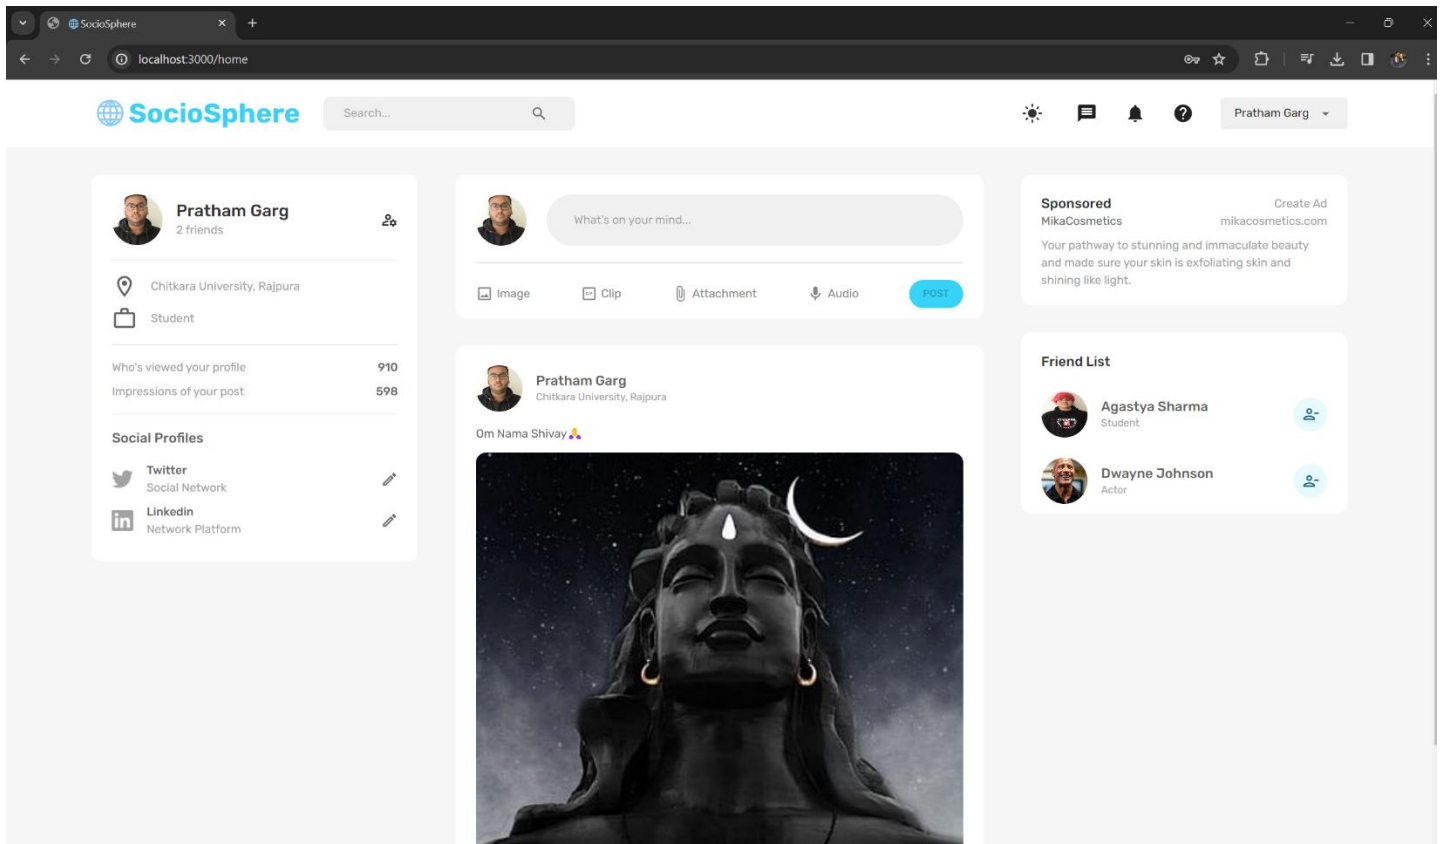 SocioSphere
localhost:3000/home
SocioSphere
Search...
Pratham Garg
Pratham Garg
2 friends
Chitkara University, Rajpura
Student
Who's viewed your profile 910
Impressions of your post 598
Social Profiles
Twitter
Social Network
Linkedin
Network Platform
What's on your mind...
Image Clip Attachment Audio POST
Pratham Garg
Chitkara University, Rajpura
Om Nama Shivay🙏
Sponsored Create Ad
MikaCosmetics mikacosmetics.com
Your pathway to stunning and immaculate beauty
and made sure your skin is exfoliating skin and
shining like light.
Friend List
Agastya Sharma
Student
Dwayne Johnson
Actor